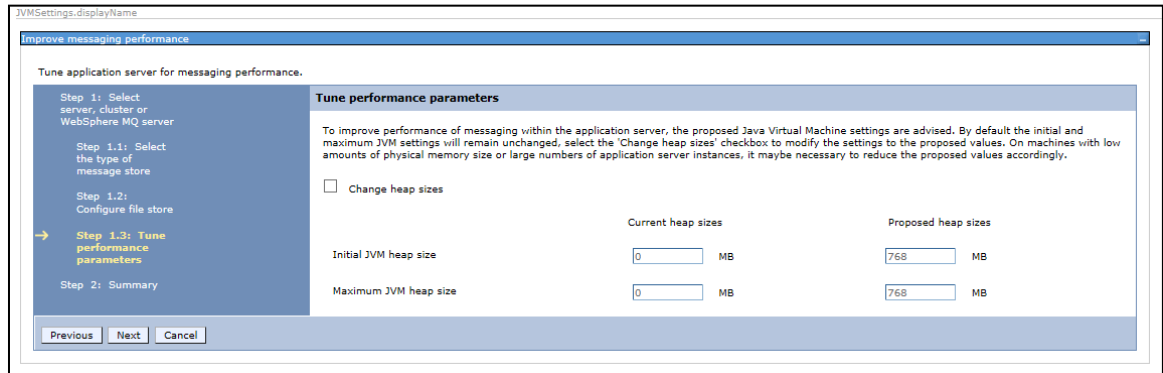 JVMSettings.displayName
Improve messaging performance
Tune application server for messaging performance.
Step 1: Select
server, cluster or
WebSphere MQ server
Step 1.1: Select
the type of
message store
Step 1.2:
Configure file store
Step 1.3: Tune
performance
parameters
Step 2: Summary
Tune performance parameters
To improve performance of messaging within the application server, the proposed Java Virtual Machine settings are advised. By default the initial and
maximum JVM settings will remain unchanged, select the 'Change heap sizes' checkbox to modify the settings to the proposed values. On machines with low
amounts of physical memory size or large numbers of application server instances, it maybe necessary to reduce the proposed values accordingly.
Change heap sizes
Current heap sizes Proposed heap sizes
Initial JVM heap size 0 MB 768 MB
Maximum JVM heap size 0 MB 768 MB
Previous Next Cancel